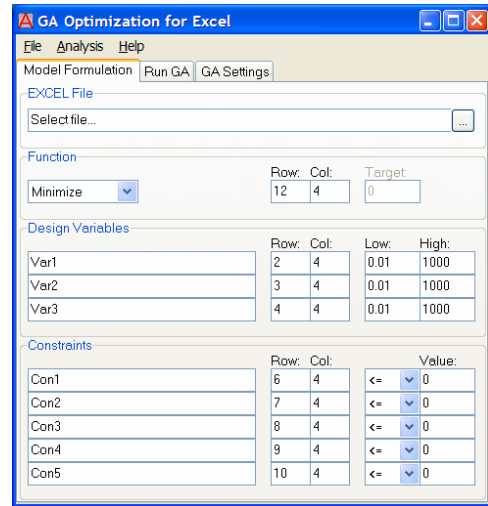 GA Optimization for Excel
File Analysis Help
Model Formulation Run GA GA Settings
EXCEL File
Select file... ...
Function
Row: Col: Target:
Minimize 12 4 0
Design Variables
Row: Col: Low: High:
Var1 2 4 0.01 1000
Var2 3 4 0.01 1000
Var3 4 4 0.01 1000
Constraints
Row: Col: Value:
Con1 6 4 <= 0
Con2 7 4 <= 0
Con3 8 4 <= 0
Con4 9 4 <= 0
Con5 10 4 <= 0